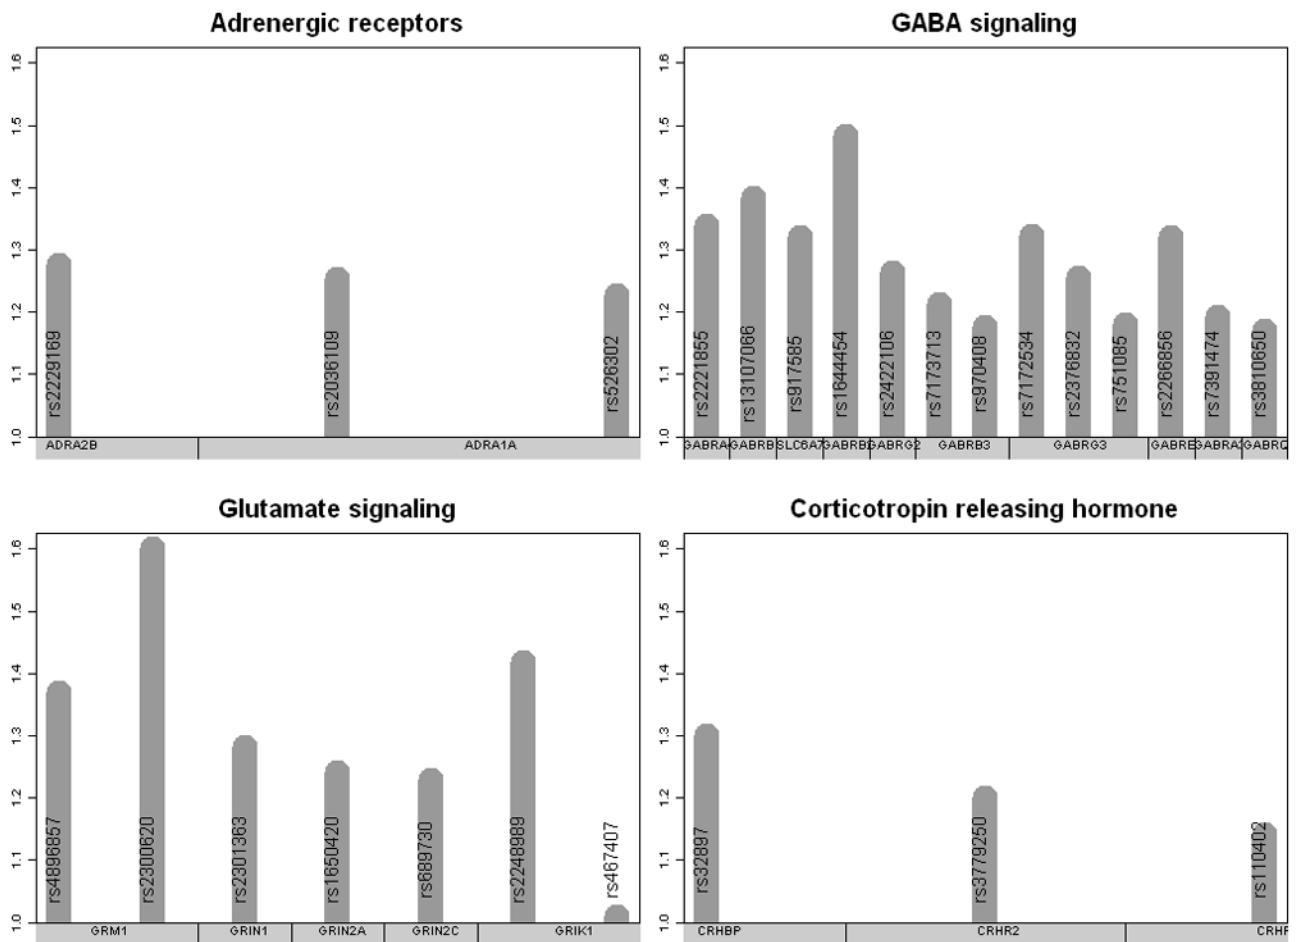 Adrenergic receptors
1.0 1.1 1.2 1.3 1.4 1.5 1.6
rs2229169 rs2036109 rs526302
ADRA2B ADRA1A
GABA signaling
1.0 1.1 1.2 1.3 1.4 1.5 1.6
rs2221855 rs13107066 rs917585 rs1644454 rs2422106 rs7173713 rs970408 rs7172534 rs2376832 rs751085 rs2266856 rs7391474 rs3810650
GABRB SLC6A7 GABRG2 GABRB3 GABRG3 GABRE GABRQ
Glutamate signaling
1.0 1.1 1.2 1.3 1.4 1.5 1.6
rs4896857 rs2300620 rs2301363 rs1650420 rs689730 rs2248989 rs467407
GRM1 GRIN1 GRIN2A GRIN2C GRIK1
Corticotropin releasing hormone
1.0 1.1 1.2 1.3 1.4 1.5 1.6
rs32897 rs3779250 rs110402
CRHBP CRHR2